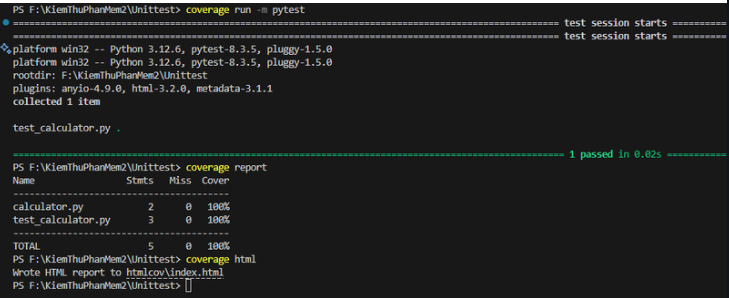 PS F:\KiemThuPhanMem2\Unittest> coverage run -m pytest
==================================================================================================== test session starts ==========
==================================================================================================== test session starts ==========
platform win32 -- Python 3.12.6, pytest-8.3.5, pluggy-1.5.0
platform win32 -- Python 3.12.6, pytest-8.3.5, pluggy-1.5.0
rootdir: F:\KiemThuPhanMem2\Unittest
plugins: anyio-4.9.0, html-3.2.0, metadata-3.1.1
collected 1 item
test_calculator.py .
==================================================================================================== 1 passed in 0.02s ===========
PS F:\KiemThuPhanMem2\Unittest> coverage report
Name Stmts Miss Cover
----------------------------------------
calculator.py 2 0 100%
test_calculator.py 3 0 100%
----------------------------------------
TOTAL 5 0 100%
PS F:\KiemThuPhanMem2\Unittest> coverage html
Wrote HTML report to htmlcov\index.html
PS F:\KiemThuPhanMem2\Unittest>